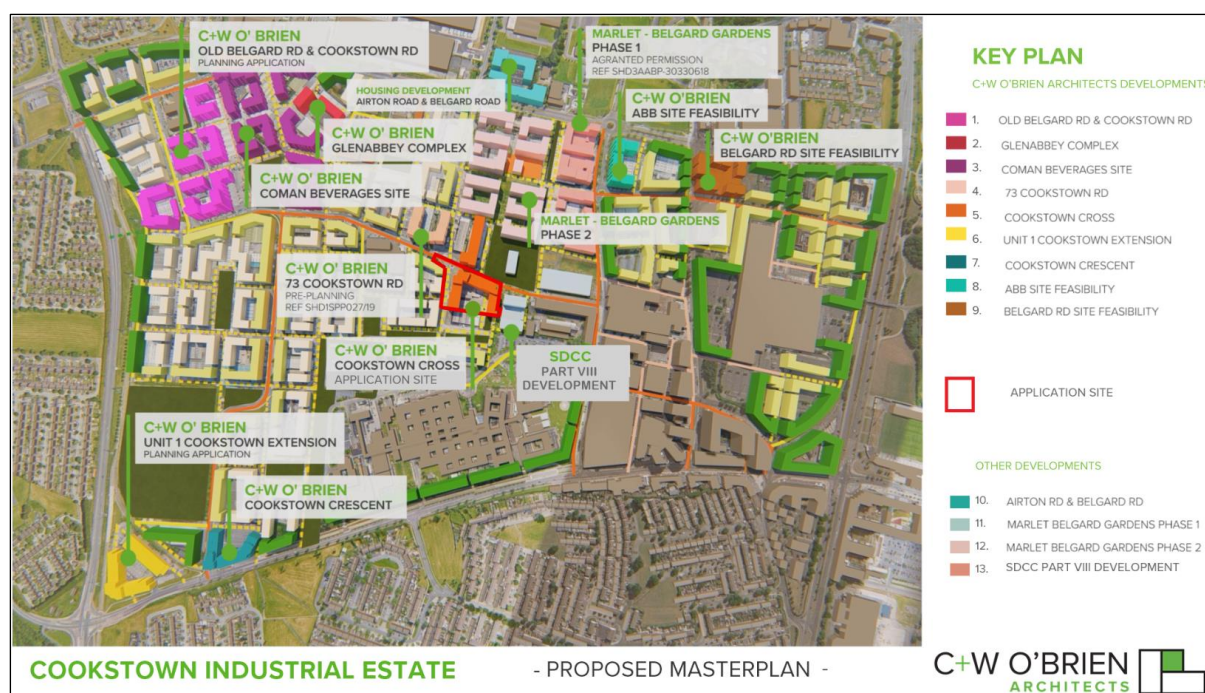 C+W O' BRIEN
OLD BELGARD RD & COOKSTOWN RD
PLANNING APPLICATION
MARLET - BELGARD GARDENS
PHASE 1
AGRANTED PERMISSION
REF SHD3AABP-30330618
HOUSING DEVELOPMENT
AIRTON ROAD & BELGARD ROAD
C+W O' BRIEN
GLENABBEY COMPLEX
C+W O'BRIEN
ABB SITE FEASIBILITY
C+W O'BRIEN
BELGARD RD SITE FEASIBILITY
C+W O' BRIEN
COMAN BEVERAGES SITE
MARLET - BELGARD GARDENS
PHASE 2
C+W O' BRIEN
73 COOKSTOWN RD
PRE-PLANNING
REF SHD1SPP027/19
C+W O' BRIEN
COOKSTOWN CROSS
APPLICATION SITE
SDCC
PART VIII
DEVELOPMENT
C+W O' BRIEN
UNIT 1 COOKSTOWN EXTENSION
PLANNING APPLICATION
C+W O' BRIEN
COOKSTOWN CRESCENT
KEY PLAN
C+W O'BRIEN ARCHITECTS DEVELOPMENTS
1. OLD BELGARD RD & COOKSTOWN RD
2. GLENABBEY COMPLEX
3. COMAN BEVERAGES SITE
4. 73 COOKSTOWN RD
5. COOKSTOWN CROSS
6. UNIT 1 COOKSTOWN EXTENSION
7. COOKSTOWN CRESCENT
8. ABB SITE FEASIBILITY
9. BELGARD RD SITE FEASIBILITY
APPLICATION SITE
OTHER DEVELOPMENTS
10. AIRTON RD & BELGARD RD
11. MARLET BELGARD GARDENS PHASE 1
12. MARLET BELGARD GARDENS PHASE 2
13. SDCC PART VIII DEVELOPMENT
COOKSTOWN INDUSTRIAL ESTATE - PROPOSED MASTERPLAN -
C+W O'BRIEN
ARCHITECTS